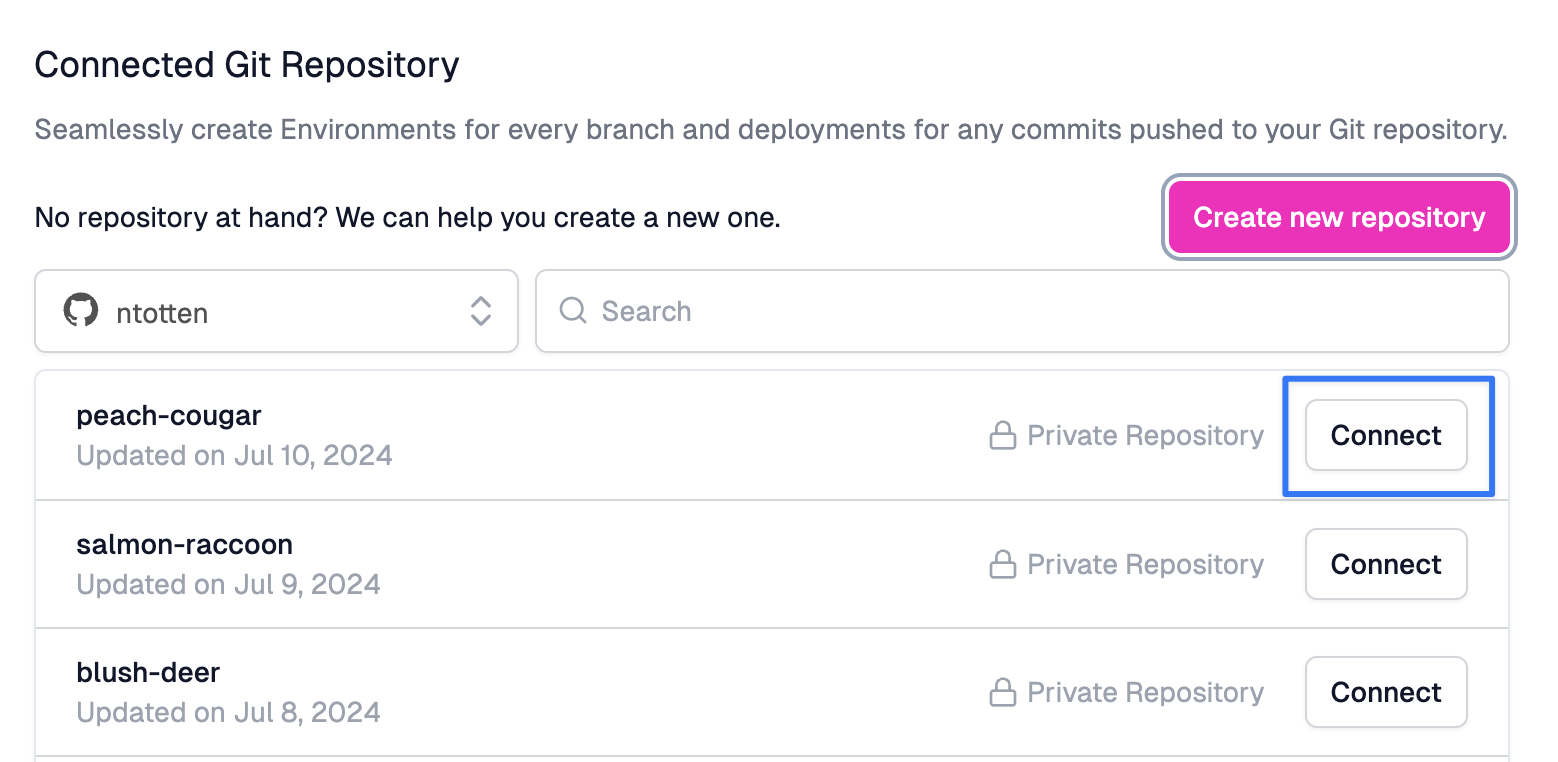 Connected Git Repository
Seamlessly create Environments for every branch and deployments for any commits pushed to your Git repository.
No repository at hand? We can help you create a new one.
Create new repository
ntotten
Search
peach-cougar
Updated on Jul 10, 2024
Private Repository
Connect
salmon-raccoon
Updated on Jul 9, 2024
Private Repository
Connect
blush-deer
Updated on Jul 8, 2024
Private Repository
Connect